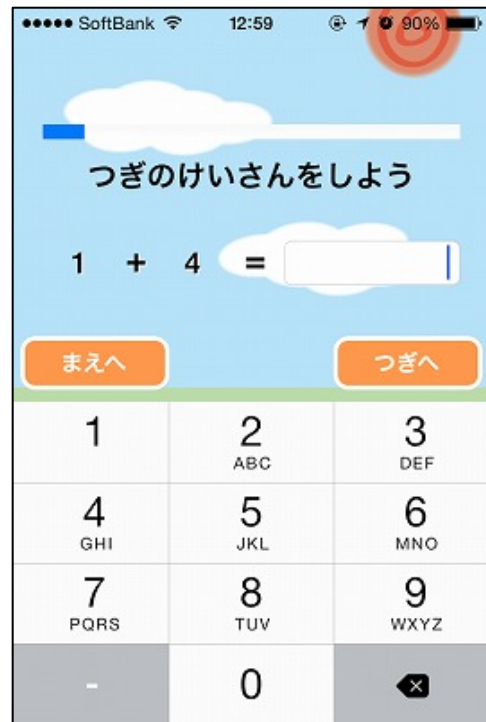 SoftBank 12:59 90%
つぎのけいさんをしよう
1 + 4 =
まえへ つぎへ
1 2 3
ABC DEF
4 5 6
GHI JKL MNO
7 8 9
PQRS TUV WXYZ
- 0